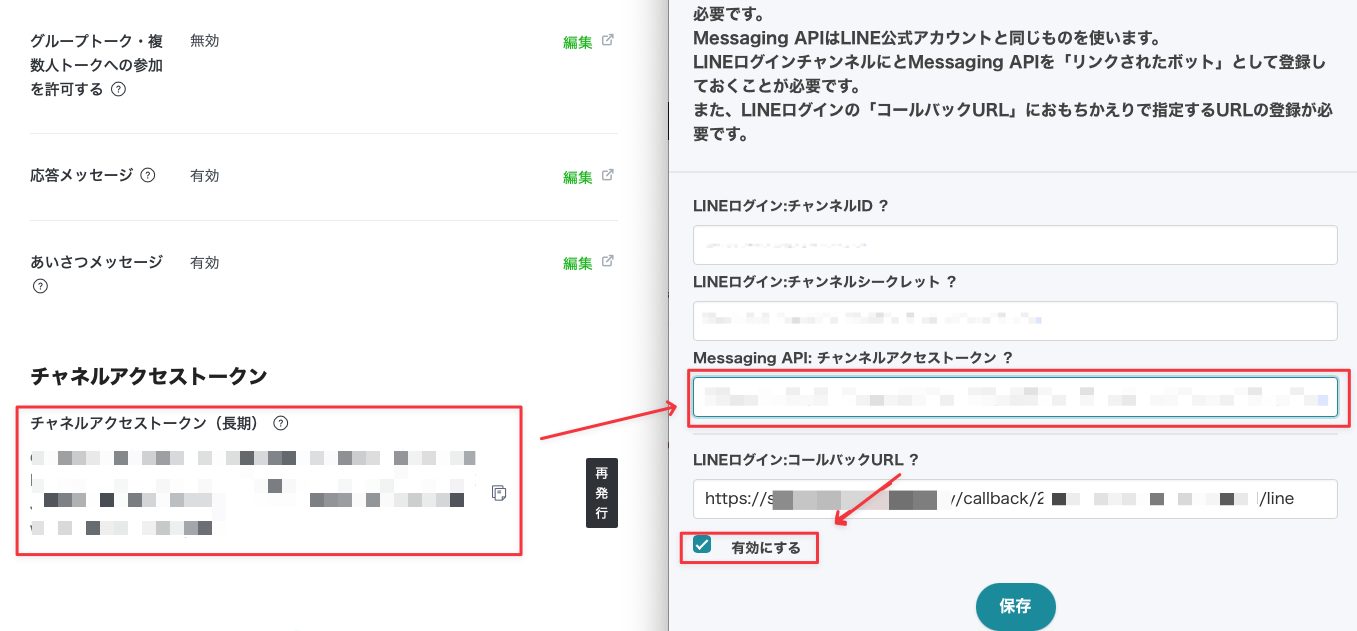 グループトーク・複
数人トークへの参加
を許可する ?
無効
編集
応答メッセージ ?
有効
編集
あいさつメッセージ
?
有効
編集
チャネルアクセストークン
チャネルアクセストークン（長期） ?
再
発
行
必要です。
Messaging APIはLINE公式アカウントと同じものを使います。
LINEログインチャンネルにとMessaging APIを「リンクされたボット」として登録し
ておくことが必要です。
また、LINEログインの「コールバックURL」におもちかえりで指定するURLの登録が必
要です。
LINEログイン:チャンネルID ?
LINEログイン:チャンネルシークレット ?
Messaging API: チャンネルアクセストークン ?
LINEログイン:コールバックURL ?
https://s /callback/2 /line
有効にする
保存